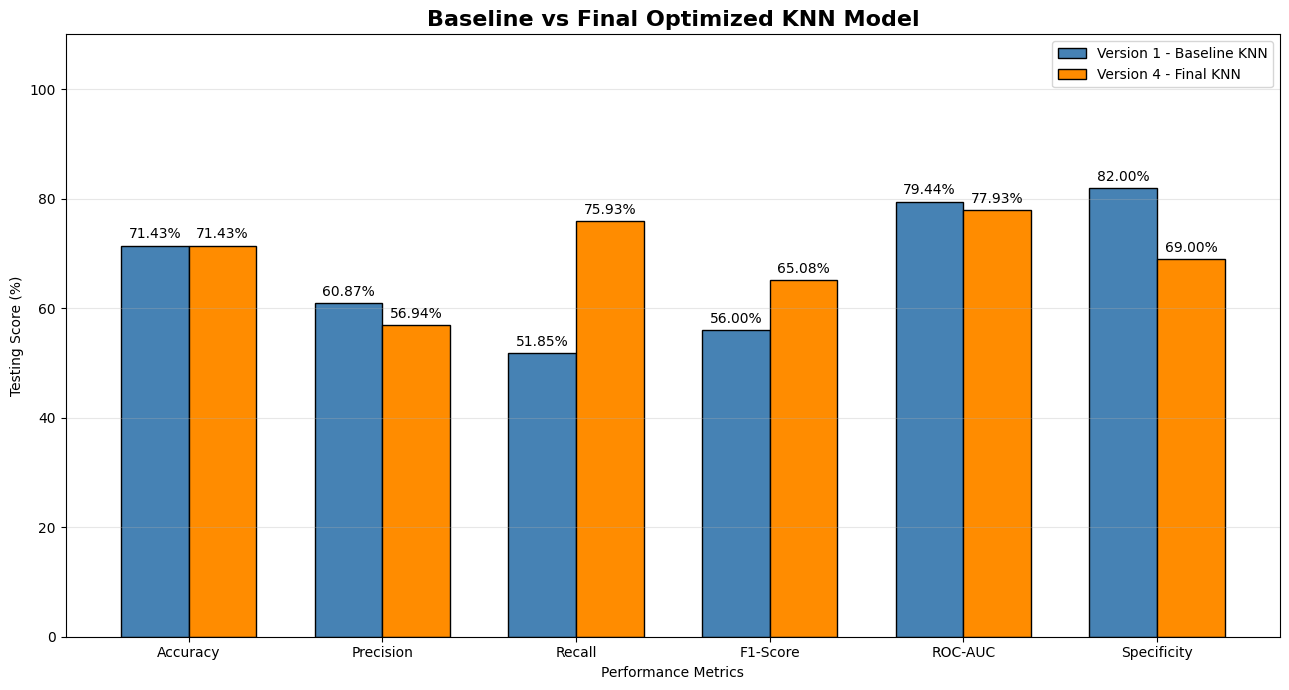 Baseline vs Final Optimized KNN Model
Version 1 - Baseline KNN
Version 4 - Final KNN
Testing Score (%)
100
80
60
40
20
0
71.43%
71.43%
60.87%
56.94%
51.85%
75.93%
56.00%
65.08%
79.44%
77.93%
82.00%
69.00%
Accuracy
Precision
Recall
F1-Score
ROC-AUC
Specificity
Performance Metrics